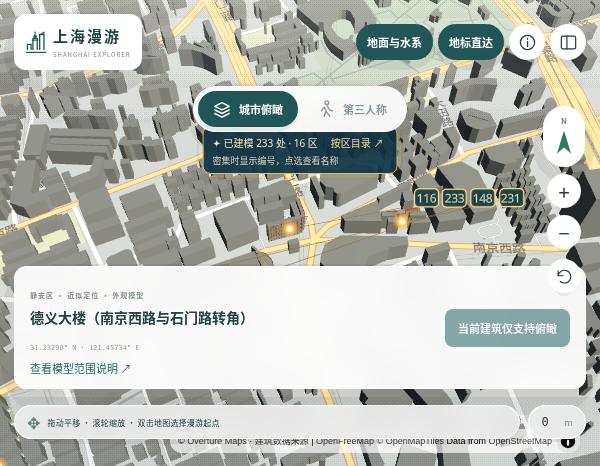 上海漫游
SHANGHAI EXPLORER
地面与水系
地标直达
城市俯瞰
第三人称
✦ 已建模 233 处 · 16 区 按区目录 ↗
密集时显示编号，点选查看名称
N
116 233 148 231
南京西路
静安区 · 近似定位 · 外观模型
德义大楼（南京西路与石门路转角）
31.23290° N · 121.45734° E
查看模型范围说明 ↗
当前建筑仅支持俯瞰
拖动平移 · 滚轮缩放 · 双击地图选择漫游起点
0 m
© Overture Maps · 建筑数据来源 | OpenFreeMap © OpenMapTiles Data from OpenStreetMap